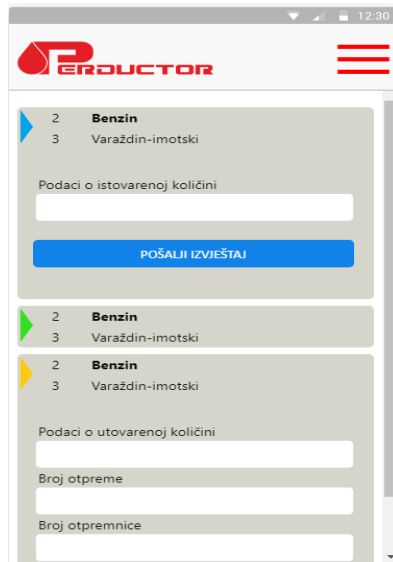 12:30
PERDUCTOR
2 Benzin
3 Varaždin-imotski
Podaci o istovarenoj količini
POŠALJI IZVJEŠTAJ
2 Benzin
3 Varaždin-imotski
2 Benzin
3 Varaždin-imotski
Podaci o utovarenoj količini
Broj otpreme
Broj otpremnice